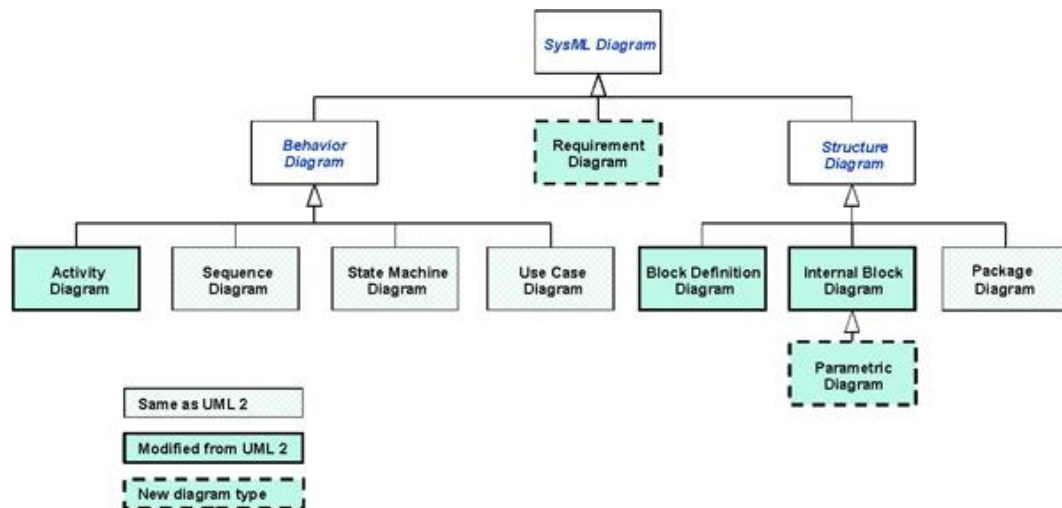 SysML Diagram
Behavior
Diagram
Requirement
Diagram
Structure
Diagram
Activity
Diagram
Sequence
Diagram
State Machine
Diagram
Use Case
Diagram
Block Definition
Diagram
Internal Block
Diagram
Package
Diagram
Parametric
Diagram
Same as UML 2
Modified from UML 2
New diagram type